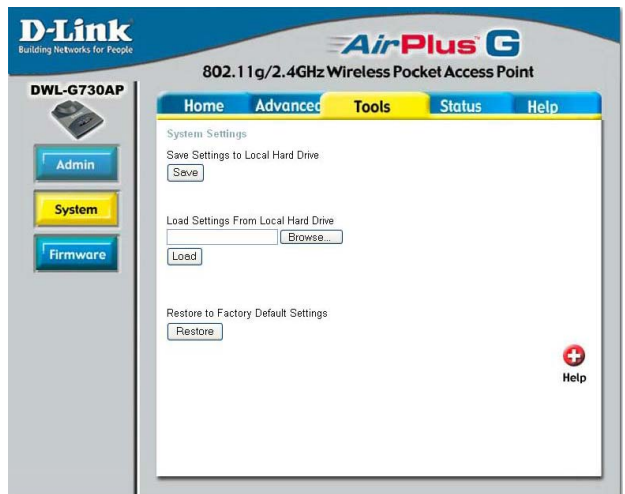 D-Link
Building Networks for People
AirPlus G
802.11g/2.4GHz Wireless Pocket Access Point
DWL-G730AP
Home Advanced Tools Status Help
Admin
System
Firmware
System Settings
Save Settings to Local Hard Drive
Save
Load Settings From Local Hard Drive
Browse...
Load
Restore to Factory Default Settings
Restore
Help